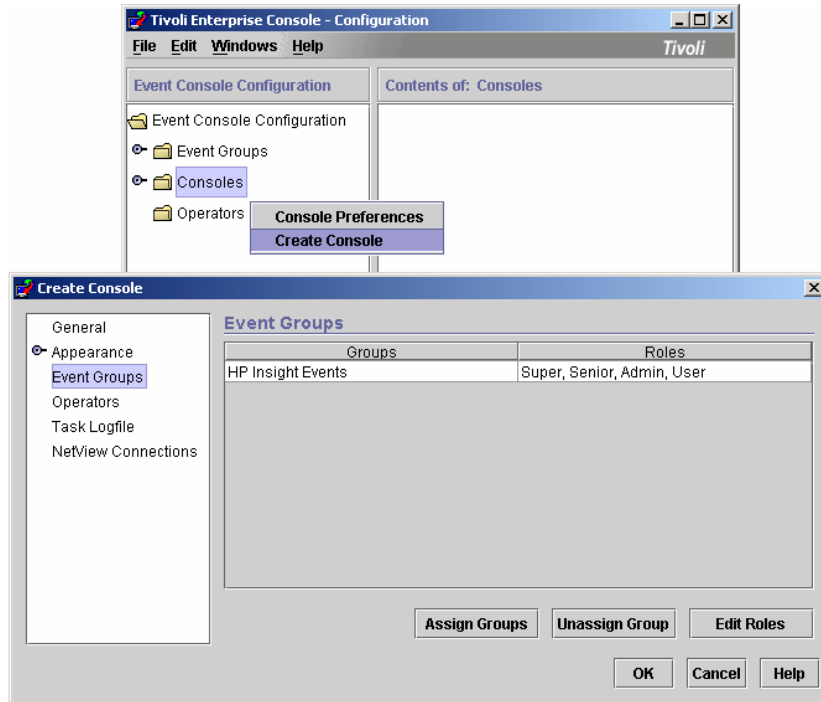 Tivoli Enterprise Console - Configuration
File Edit Windows Help Tivoli
Event Console Configuration Contents of: Consoles
Event Console Configuration
Event Groups
Consoles
Operators
Console Preferences
Create Console
Create Console
General
Appearance
Event Groups
Operators
Task Logfile
NetView Connections
Event Groups
Groups Roles
HP Insight Events Super, Senior, Admin, User
Assign Groups Unassign Group Edit Roles
OK Cancel Help